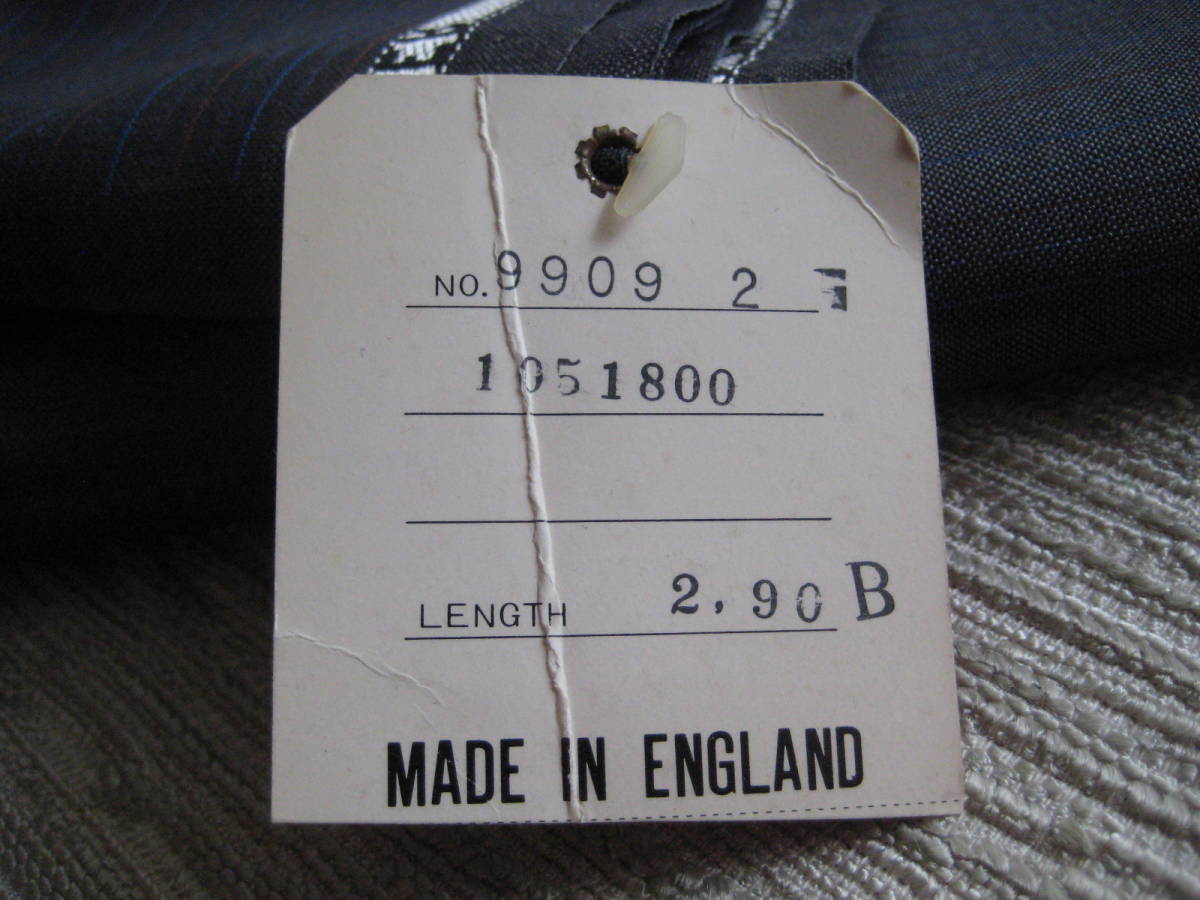 NO. 9909 2
1051800
LENGTH 2,90 B
MADE IN ENGLAND